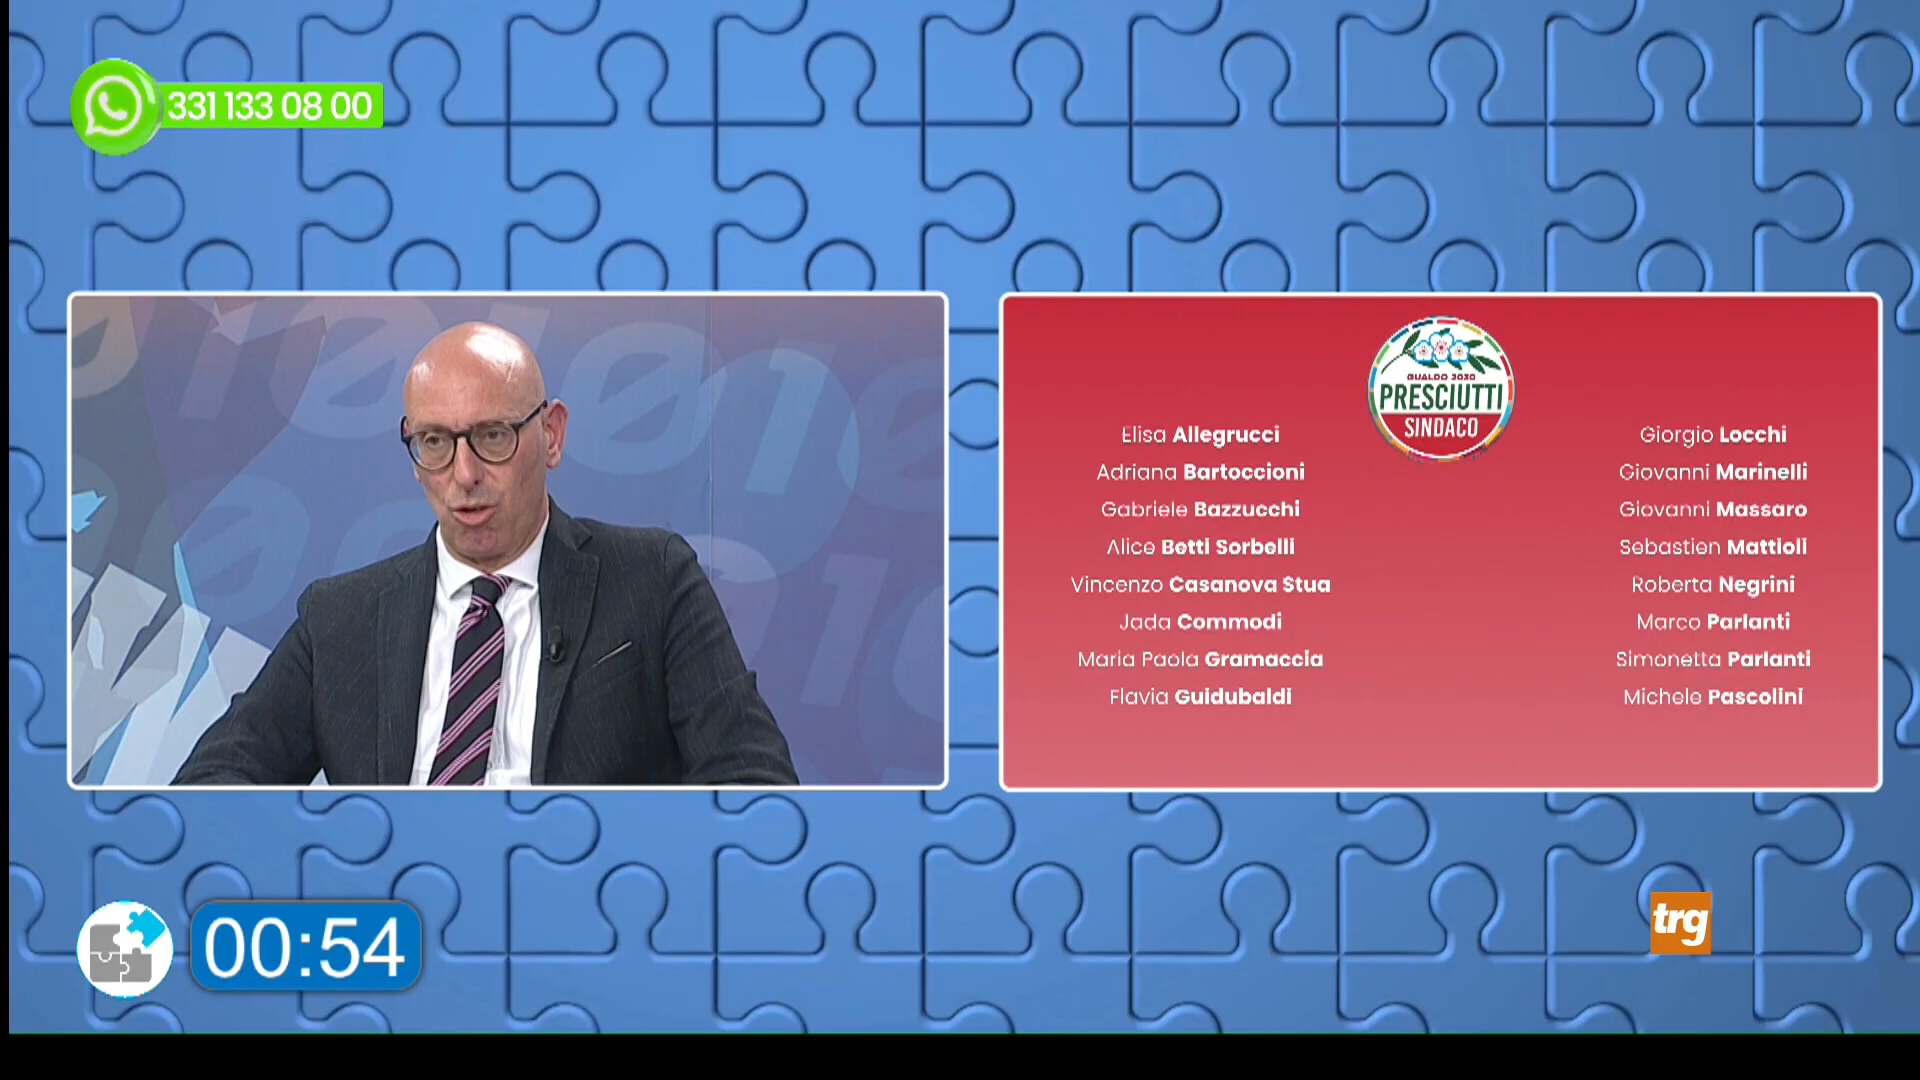 331 133 08 00
GUALDO 2030
PRESCIUTTI
SINDACO
Elisa Allegrucci
Adriana Bartoccioni
Gabriele Bazzucchi
Alice Betti Sorbelli
Vincenzo Casanova Stua
Jada Commodi
Maria Paola Gramaccia
Flavia Guidubaldi
Giorgio Locchi
Giovanni Marinelli
Giovanni Massaro
Sebastien Mattioli
Roberta Negrini
Marco Parlanti
Simonetta Parlanti
Michele Pascolini
00:54
trg